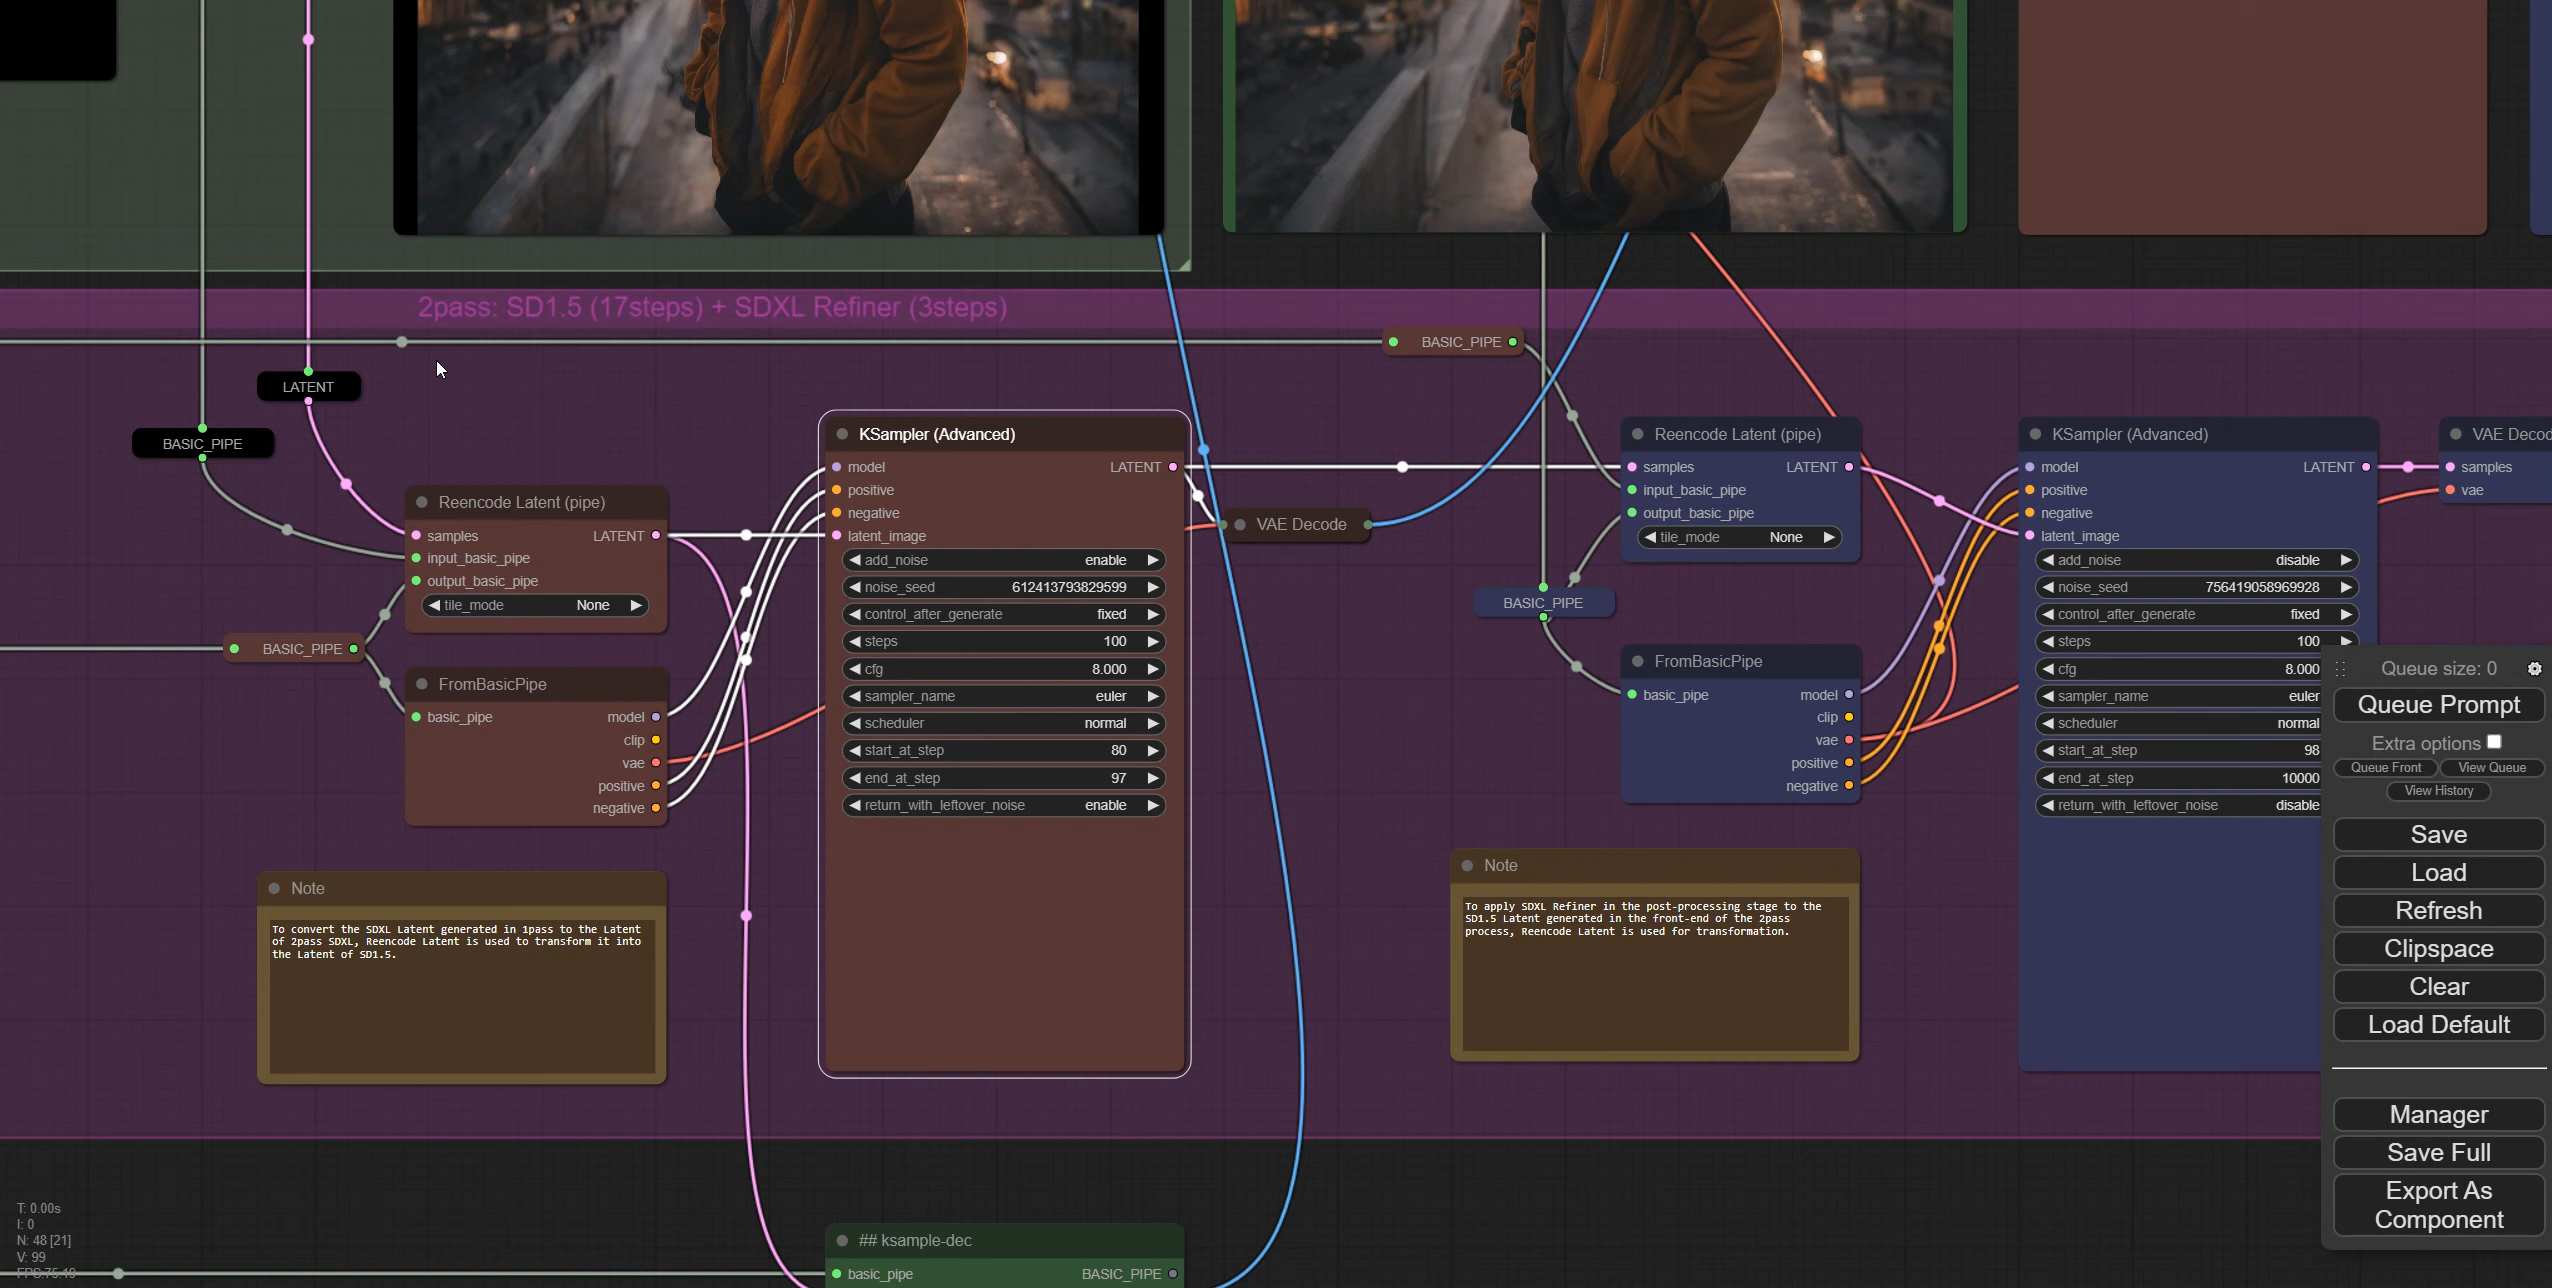 2pass: SD1.5 (17steps) + SDXL Refiner (3steps)
BASIC_PIPE
LATENT
BASIC_PIPE
Reencode Latent (pipe)
samples LATENT
input_basic_pipe
output_basic_pipe
tile_mode None
BASIC_PIPE
FromBasicPipe
basic_pipe model
clip
vae
positive
negative
Note
To convert the SDXL Latent generated in 1pass to the Latent
of 2pass SDXL, Reencode Latent is used to transform it into
the Latent of SD1.5.
KSampler (Advanced)
model LATENT
positive
negative
latent_image
add_noise enable
noise_seed 612413793829599
control_after_generate fixed
steps 100
cfg 8.000
sampler_name euler
scheduler normal
start_at_step 80
end_at_step 97
return_with_leftover_noise enable
VAE Decode
Reencode Latent (pipe)
samples LATENT
input_basic_pipe
output_basic_pipe
tile_mode None
BASIC_PIPE
FromBasicPipe
basic_pipe model
clip
vae
positive
negative
Note
To apply SDXL Refiner in the post-processing stage to the
SD1.5 Latent generated in the front-end of the 2pass
process, Reencode Latent is used for transformation.
KSampler (Advanced)
model LATENT
positive
negative
latent_image
add_noise disable
noise_seed 756419058969928
control_after_generate fixed
steps 100
cfg 8.000
sampler_name euler
scheduler normal
start_at_step 98
end_at_step 10000
return_with_leftover_noise disable
VAE Decod
samples
vae
Queue size: 0
Queue Prompt
Extra options
Queue Front View Queue
View History
Save
Load
Refresh
Clipspace
Clear
Load Default
Manager
Save Full
Export As
Component
## ksample-dec
basic_pipe BASIC_PIPE
T: 0.00s
I: 0
N: 48 [21]
V: 99
FPS:75.19